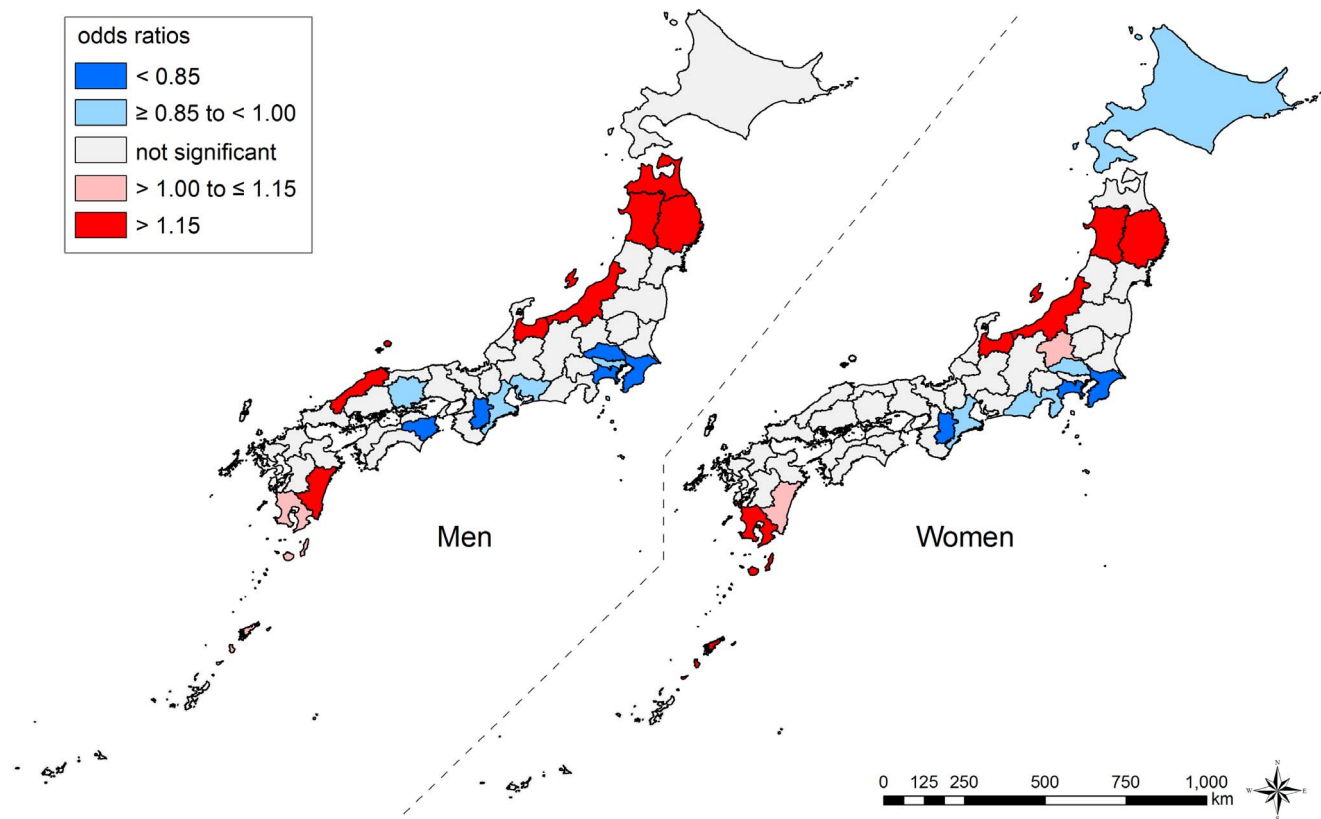 odds ratios
< 0.85
≥ 0.85 to < 1.00
not significant
> 1.00 to ≤ 1.15
> 1.15
Men
Women
0 125 250 500 750 1,000
km
N
W E
S